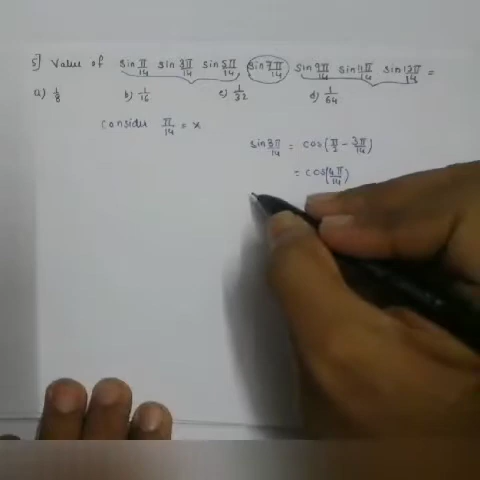 5] Value of sin π/14 sin 3π/14 sin 5π/14 sin 7π/14 sin 9π/14 sin 11π/14 sin 13π/14 =
a) 1/8 b) 1/16 c) 1/32 d) 1/64
consider π/14 = x
sin 3π/14 = cos(π/2 - 3π/14)
= cos(4π/14)